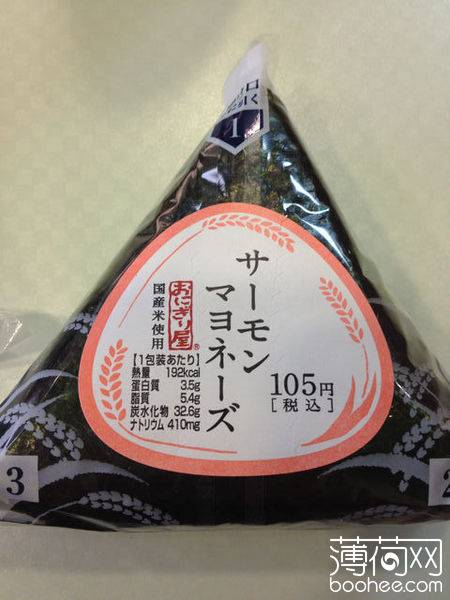 口
引く
1
サーモン
マヨネーズ
おにぎり屋®
国産米使用
【1包装あたり】
熱量 192kcal
蛋白質 3.5g
脂質 5.4g
炭水化物 32.6g
ナトリウム 410mg
105円
[税込]
3
2
薄荷网
boohee.com